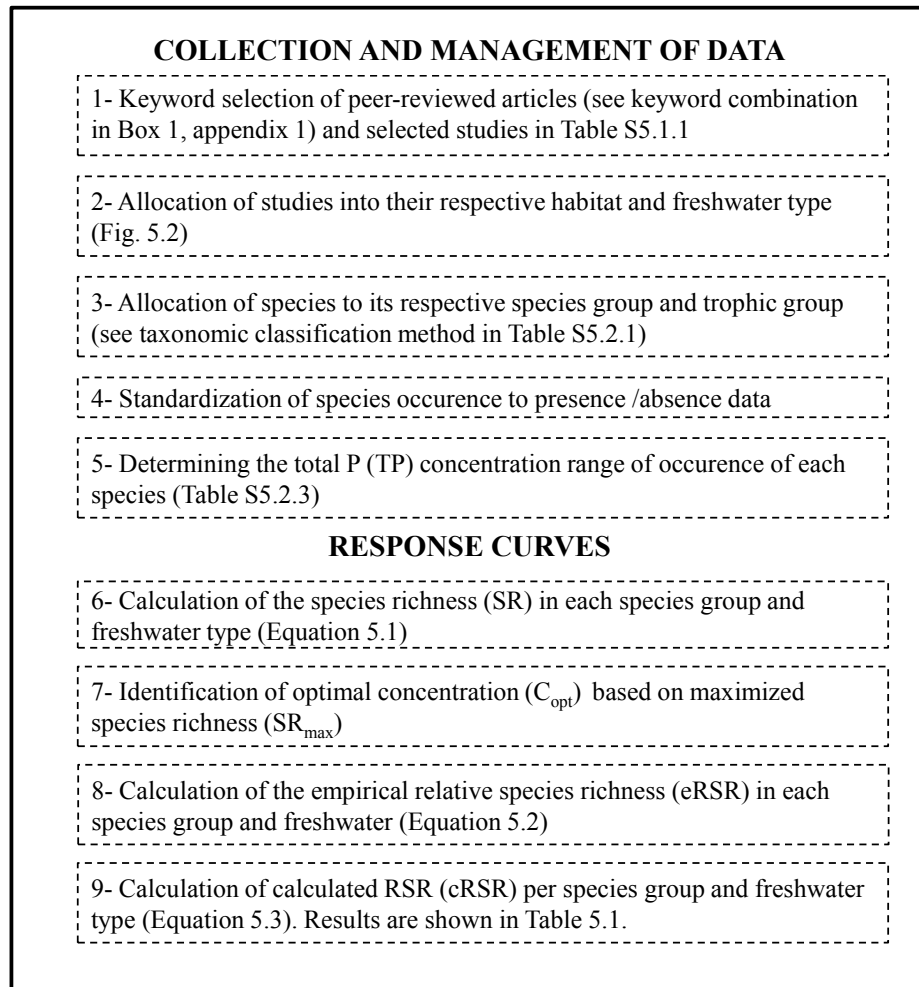 COLLECTION AND MANAGEMENT OF DATA
1- Keyword selection of peer-reviewed articles (see keyword combination
in Box 1, appendix 1) and selected studies in Table S5.1.1
2- Allocation of studies into their respective habitat and freshwater type
(Fig. 5.2)
3- Allocation of species to its respective species group and trophic group
(see taxonomic classification method in Table S5.2.1)
4- Standardization of species occurence to presence /absence data
5- Determining the total P (TP) concentration range of occurence of each
species (Table S5.2.3)
RESPONSE CURVES
6- Calculation of the species richness (SR) in each species group and
freshwater type (Equation 5.1)
7- Identification of optimal concentration (Copt) based on maximized
species richness (SRmax)
8- Calculation of the empirical relative species richness (eRSR) in each
species group and freshwater (Equation 5.2)
9- Calculation of calculated RSR (cRSR) per species group and freshwater
type (Equation 5.3). Results are shown in Table 5.1.